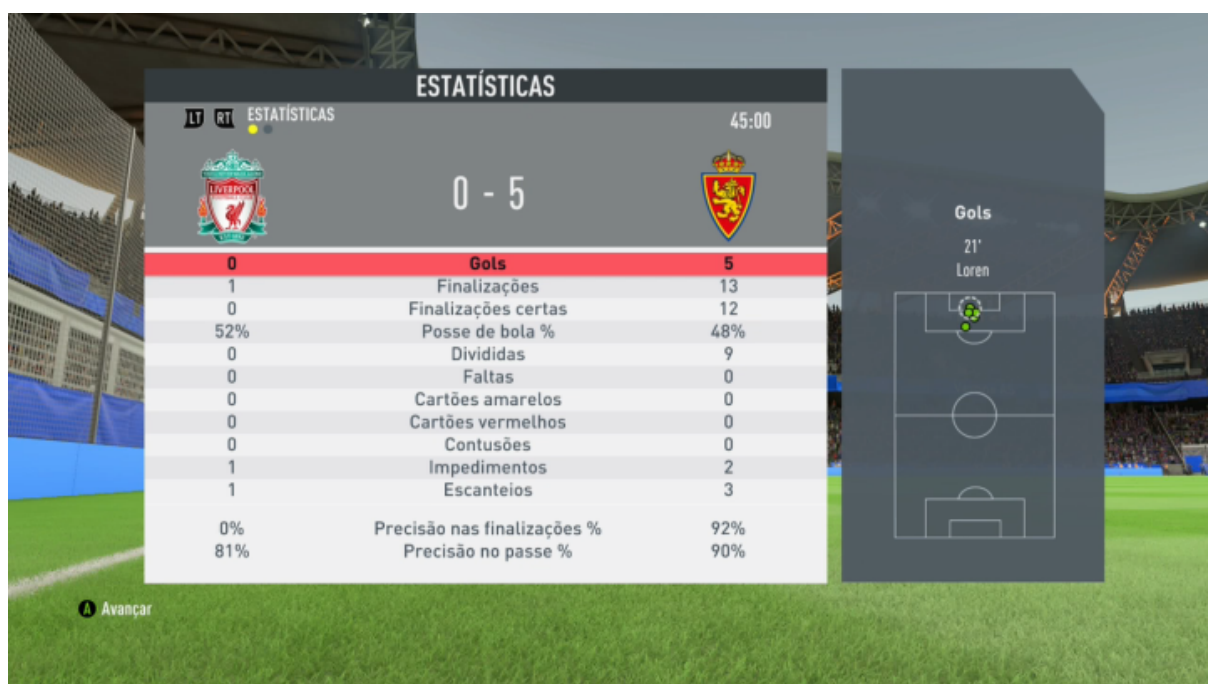 ESTATÍSTICAS
LT RT ESTATÍSTICAS 45:00
LIVERPOOL
0 - 5
0 Gols 5
1 Finalizações 13
0 Finalizações certas 12
52% Posse de bola % 48%
0 Divididas 9
0 Faltas 0
0 Cartões amarelos 0
0 Cartões vermelhos 0
0 Contusões 0
1 Impedimentos 2
1 Escanteios 3
0% Precisão nas finalizações % 92%
81% Precisão no passe % 90%
Gols
21'
Loren
A Avançar